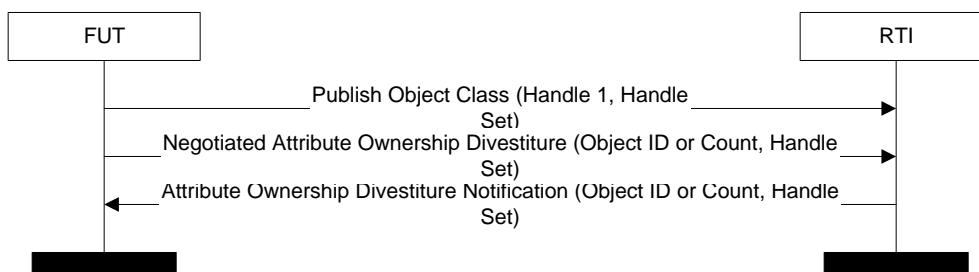 FUT
RTI
Publish Object Class (Handle 1, Handle
Set)
Negotiated Attribute Ownership Divestiture (Object ID or Count, Handle
Set)
Attribute Ownership Divestiture Notification (Object ID or Count, Handle
Set)